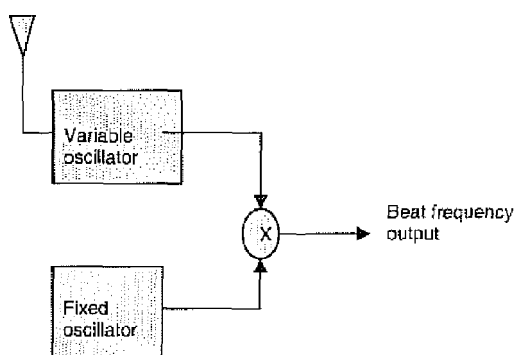 Variable
oscillator
X
Beat frequency
output
Fixed
oscillator